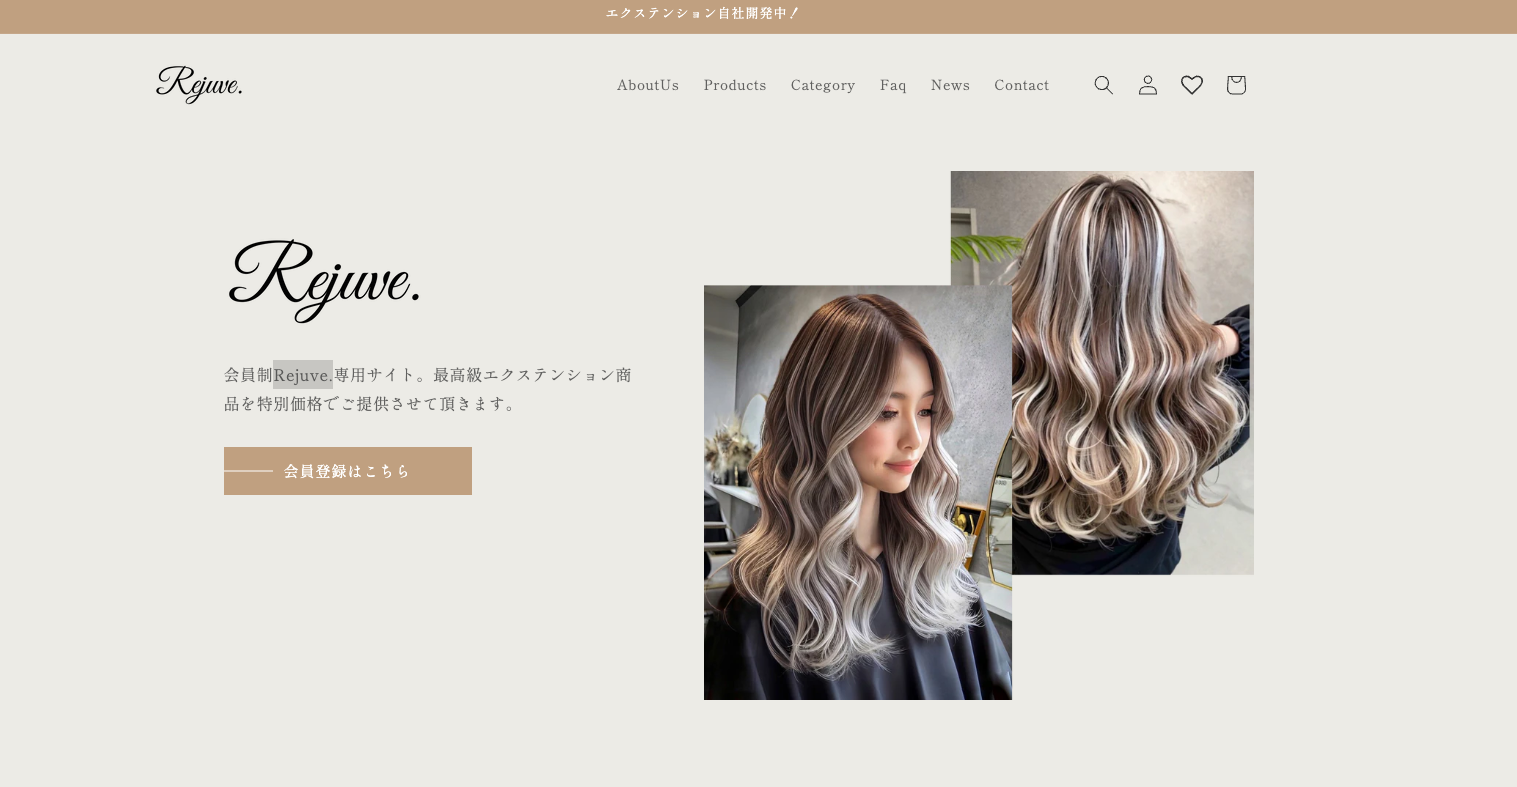 エクステンション自社開発中！
Rejuve.
AboutUs Products Category Faq News Contact
Rejuve.
会員制Rejuve.専用サイト。最高級エクステンション商
品を特別価格でご提供させて頂きます。
会員登録はこちら